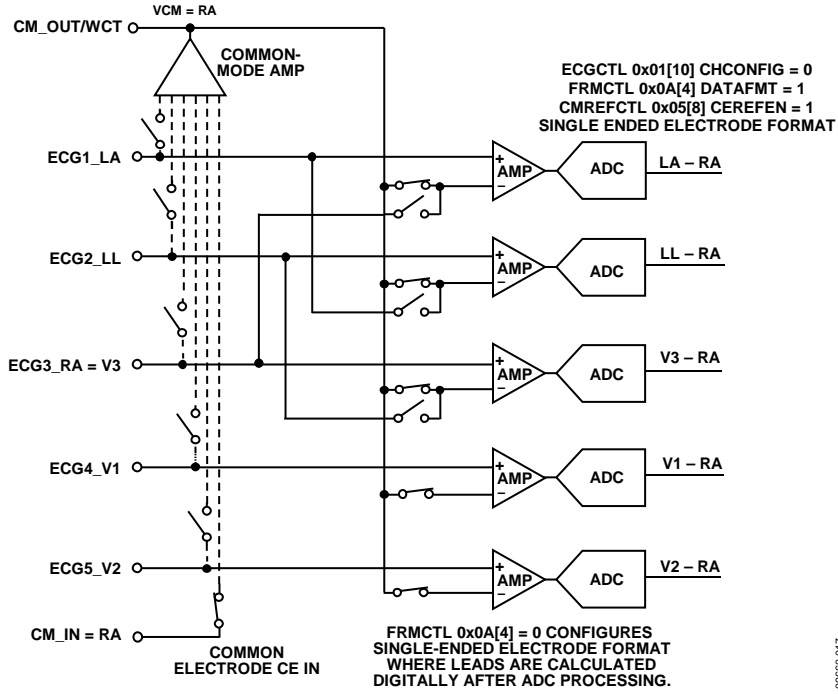 VCM = RA
CM_OUT/WCT
COMMON-
MODE AMP
ECGCTL 0x01[10] CHCONFIG = 0
FRMCTL 0x0A[4] DATAFMT = 1
CMREFCTL 0x05[8] CEREFEN = 1
SINGLE ENDED ELECTRODE FORMAT
ECG1_LA
+
AMP
–
ADC
LA – RA
ECG2_LL
+
AMP
–
ADC
LL – RA
ECG3_RA = V3
+
AMP
–
ADC
V3 – RA
ECG4_V1
+
AMP
–
ADC
V1 – RA
ECG5_V2
+
AMP
–
ADC
V2 – RA
CM_IN = RA
COMMON
ELECTRODE CE IN
FRMCTL 0x0A[4] = 0 CONFIGURES
SINGLE-ENDED ELECTRODE FORMAT
WHERE LEADS ARE CALCULATED
DIGITALLY AFTER ADC PROCESSING.